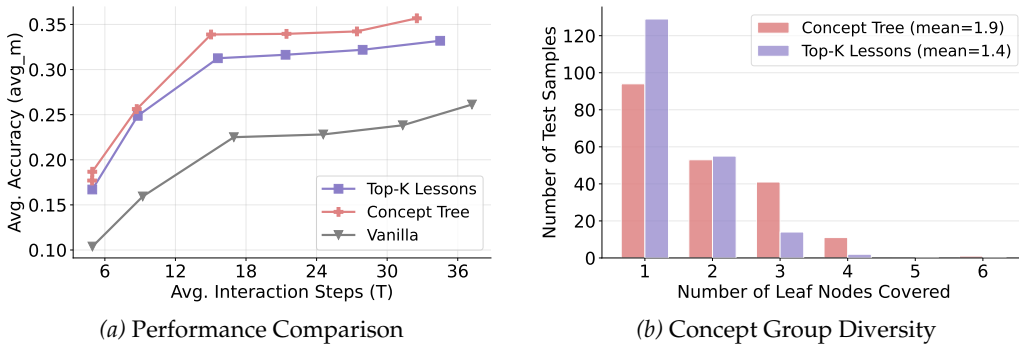 Avg. Accuracy (avg_m)
0.35
0.30
0.25
0.20
0.15
0.10
Top-K Lessons
Concept Tree
Vanilla
6 12 18 24 30 36
Avg. Interaction Steps (T)
(a) Performance Comparison
Number of Test Samples
120
100
80
60
40
20
0
Concept Tree (mean=1.9)
Top-K Lessons (mean=1.4)
1 2 3 4 5 6
Number of Leaf Nodes Covered
(b) Concept Group Diversity